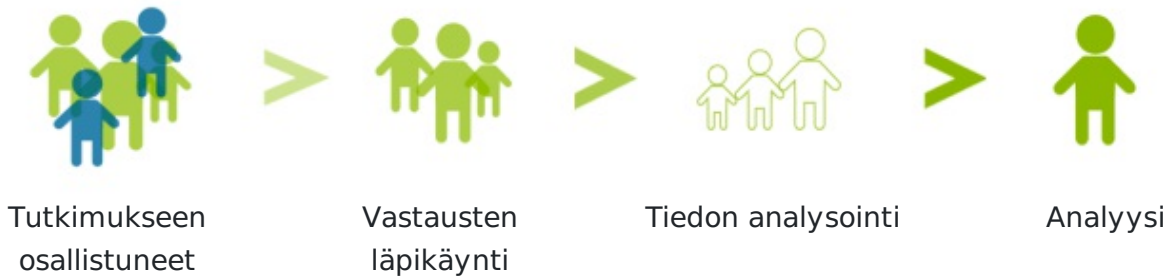 Tutkimukseen
osallistuneet
Vastausten
läpikäynti
Tiedon analysointi
Analyysi